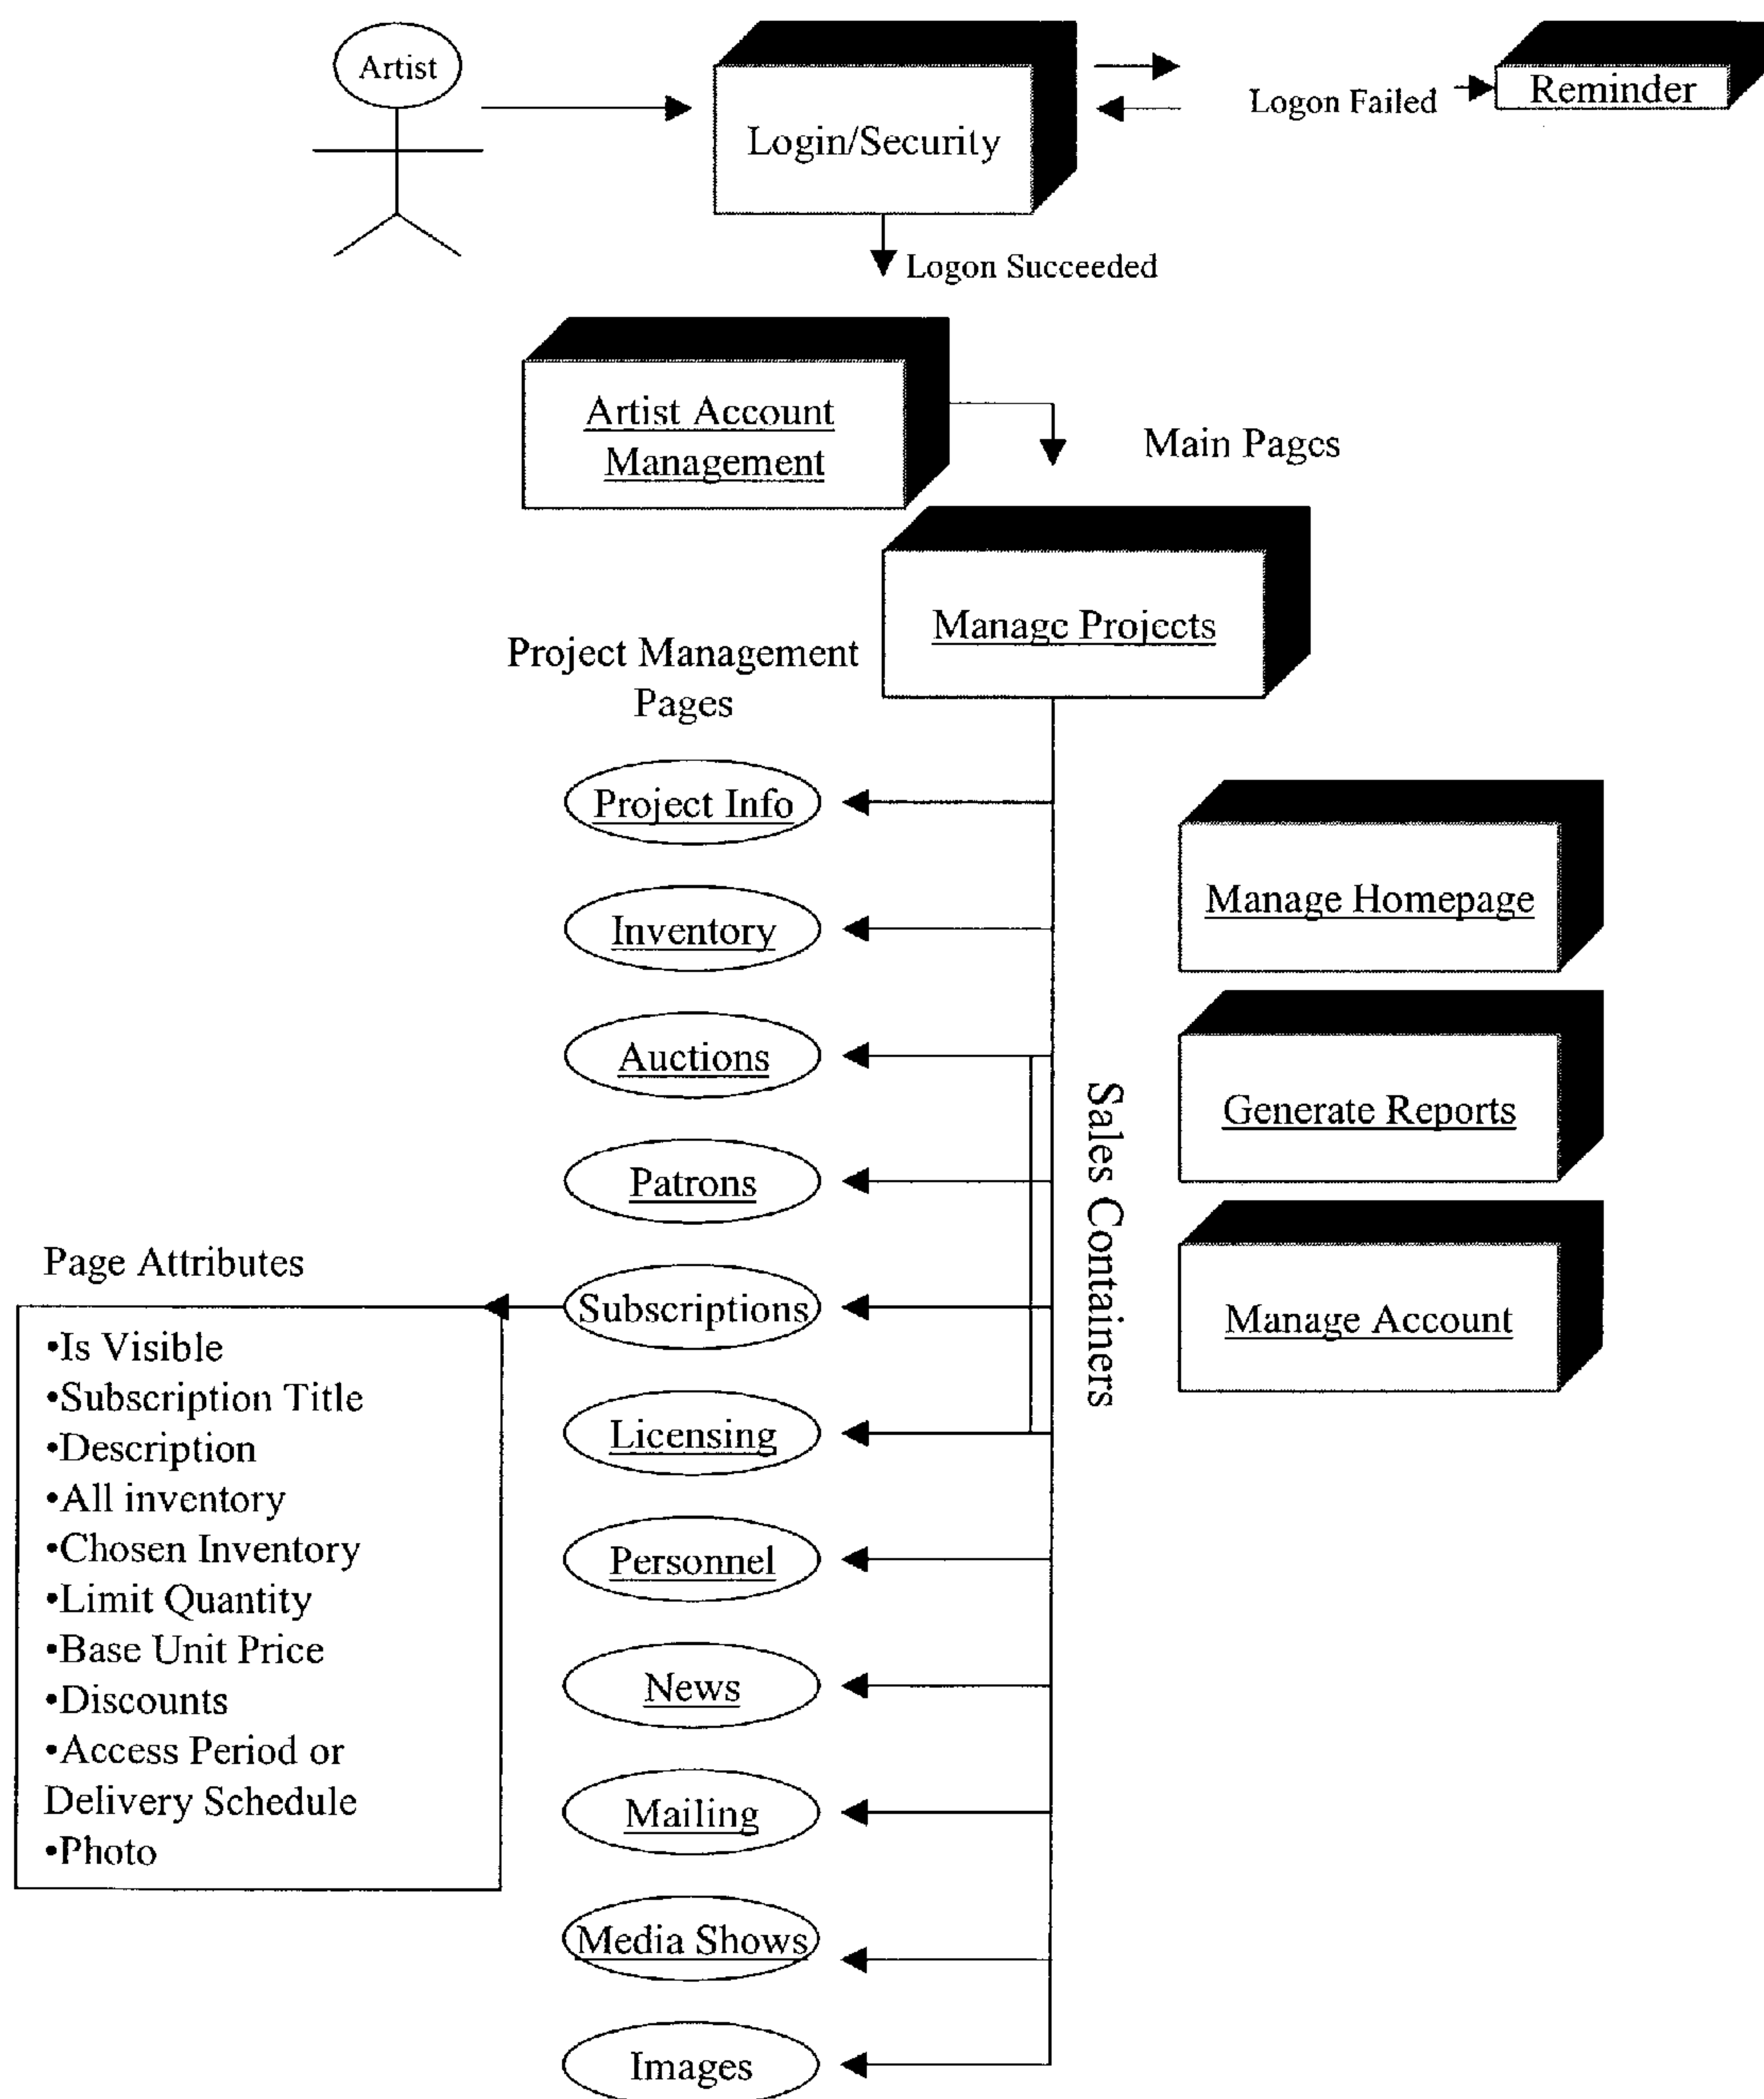 Artist
Login/Security
Logon Failed
Reminder
Logon Succeeded
Artist Account
Management
Main Pages
Manage Projects
Project Management
Pages
Project Info
Inventory
Auctions
Patrons
Subscriptions
Licensing
Personnel
News
Mailing
Media Shows
Images
Sales Containers
Manage Homepage
Generate Reports
Manage Account
Page Attributes
•Is Visible
•Subscription Title
•Description
•All inventory
•Chosen Inventory
•Limit Quantity
•Base Unit Price
•Discounts
•Access Period or
Delivery Schedule
•Photo